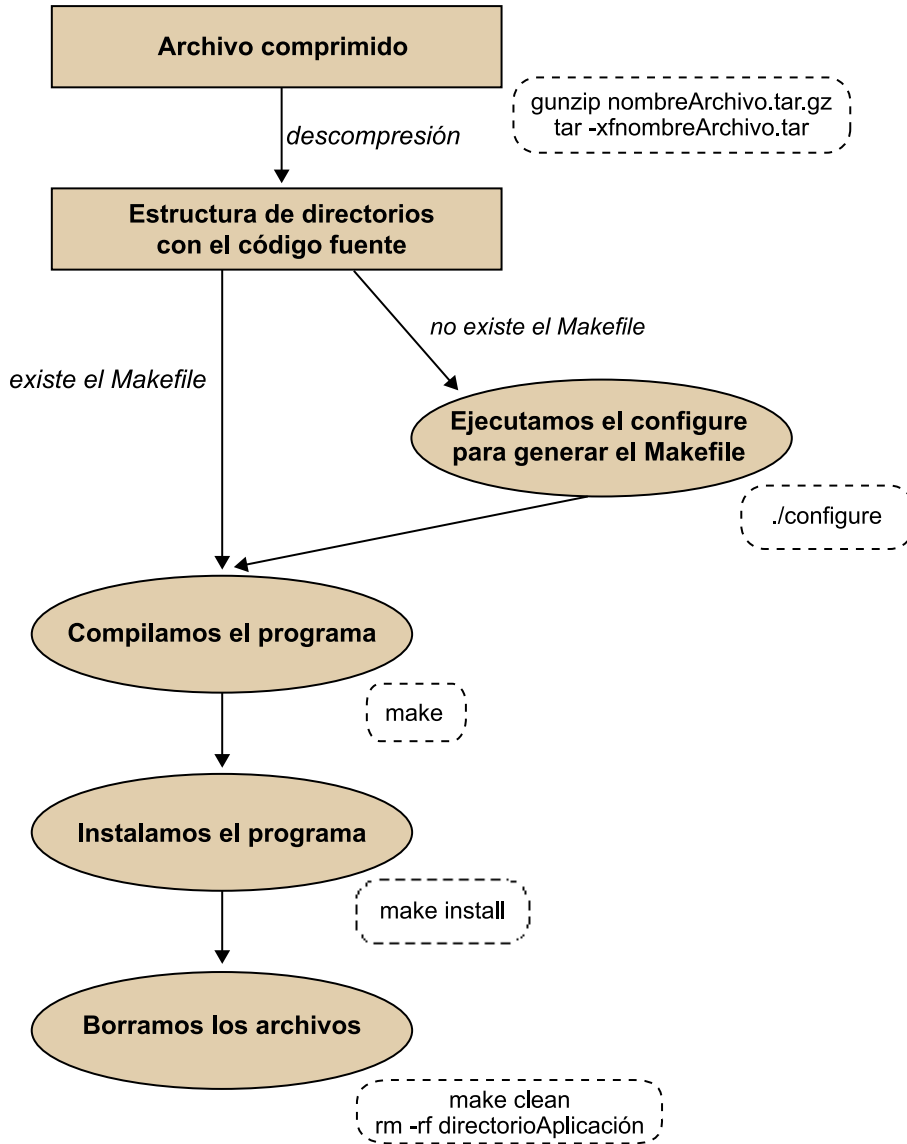 Archivo comprimido
gunzip nombreArchivo.tar.gz
tar -xfnombreArchivo.tar
descompresión
Estructura de directorios
con el código fuente
no existe el Makefile
existe el Makefile
Ejecutamos el configure
para generar el Makefile
./configure
Compilamos el programa
make
Instalamos el programa
make install
Borramos los archivos
make clean
rm -rf directorioAplicación